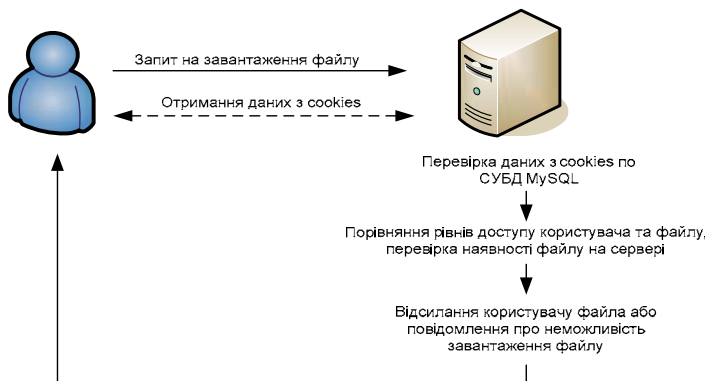 Запит на завантаження файлу
Отримання даних з cookies
Перевірка даних з cookies по
СУБД MySQL
Порівняння рівнів доступу користувача та файлу,
перевірка наявності файлу на сервері
Відсилання користувачу файла або
повідомлення про неможливість
завантаження файлу